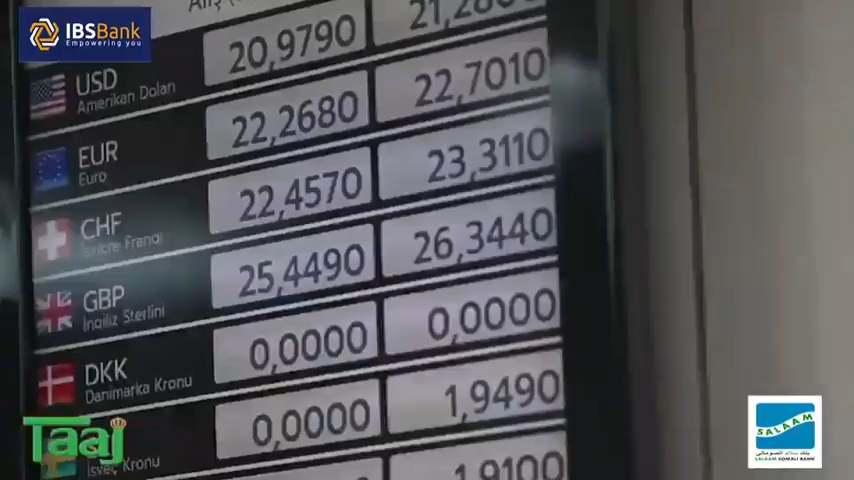 IBSBank
Empowering you
Alış
20,9790
USD
Amerikan Doları
22,2680 22,7010
EUR
Euro
22,4570 23,3110
CHF
İsviçre Frangı
25,4490 26,3440
GBP
İngiliz Sterlini
0,0000 0,0000
DKK
Danimarka Kronu
0,0000 1,9490
İsveç Kronu
1,9100
Taaj
SALAAM
SALAAM SOMALI BANK